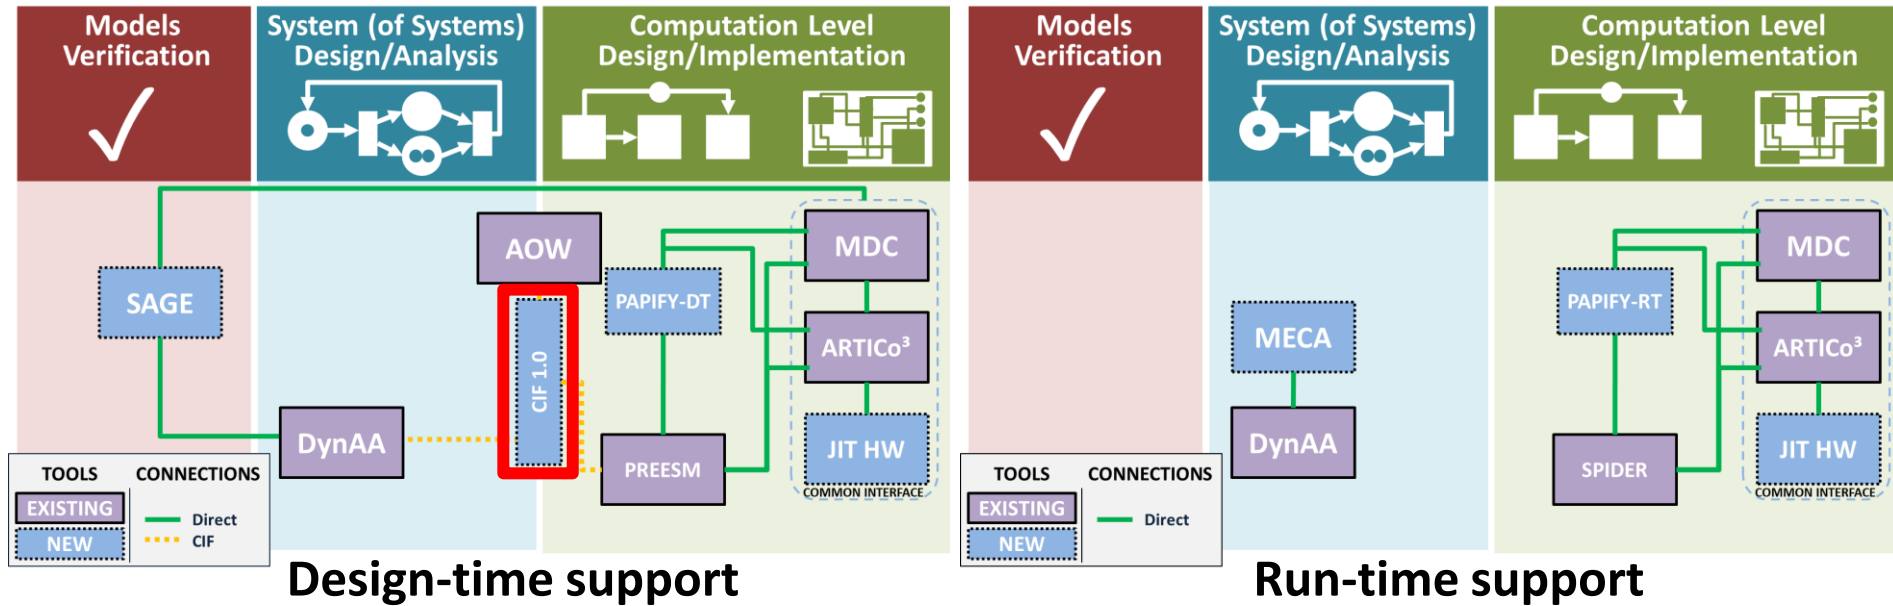 Models
Verification
System (of Systems)
Design/Analysis
Computation Level
Design/Implementation
SAGE
AOW
CIF 1.0
DynAA
PAPIFY-DT
PREESM
MDC
ARTICo³
JIT HW
COMMON INTERFACE
TOOLS
CONNECTIONS
EXISTING
NEW
Direct
CIF
Design-time support
Models
Verification
System (of Systems)
Design/Analysis
Computation Level
Design/Implementation
MECA
DynAA
PAPIFY-RT
SPIDER
MDC
ARTICo³
JIT HW
COMMON INTERFACE
TOOLS
CONNECTIONS
EXISTING
NEW
Direct
Run-time support